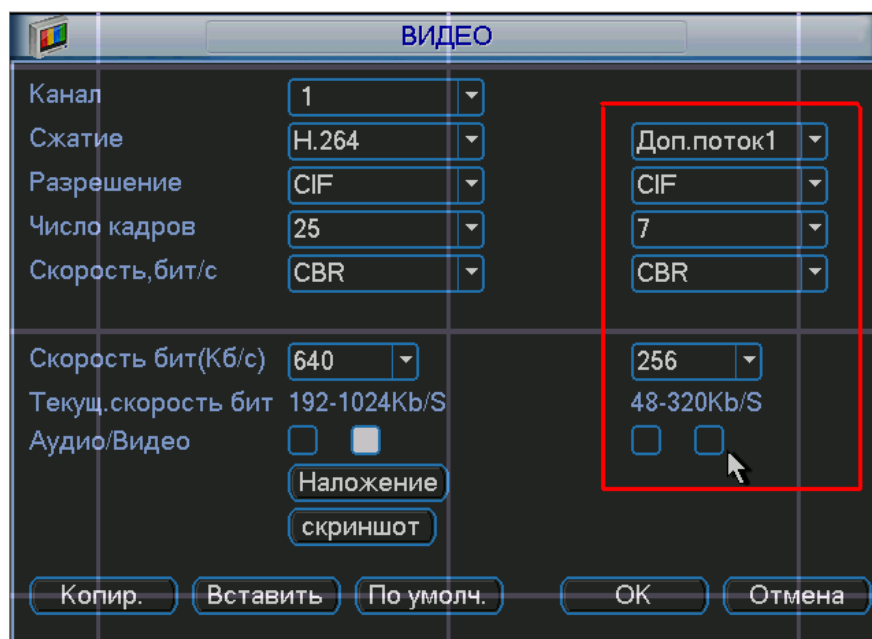 ВИДЕО
Канал 1
Сжатие H.264 Доп.поток1
Разрешение CIF CIF
Число кадров 25 7
Скорость,бит/с CBR CBR
Скорость бит(Кб/с) 640 256
Текущ.скорость бит 192-1024Kb/S 48-320Kb/S
Аудио/Видео
Наложение
скриншот
Копир. Вставить По умолч. OK Отмена